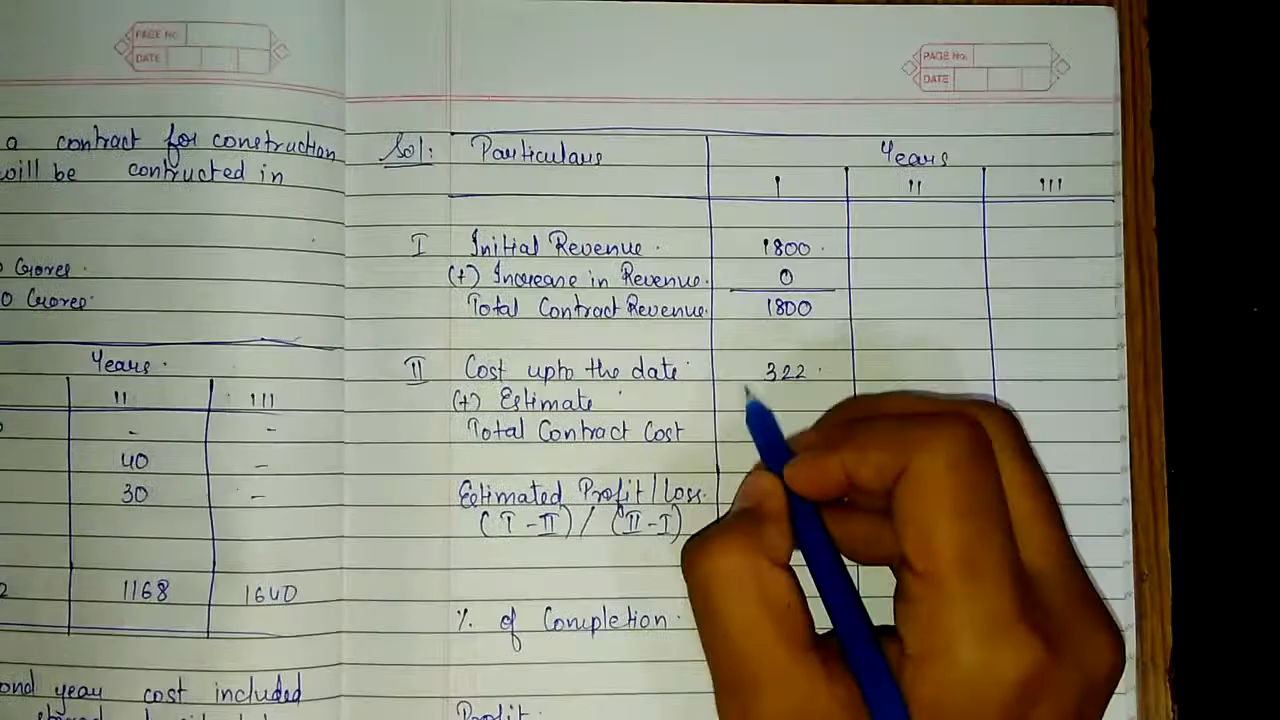 PAGE No.
DATE
a contract for construction
will be contructed in
Crores.
0 Crores.
Years.
II III
- -
40 -
30 -
2 1168 1640
ond year cost included
PAGE No.
DATE
Sol: Particulars Years
I II III
I Initial Revenue. 1800.
(+) Increase in Revenue. 0
Total Contract Revenue. 1800
II Cost upto the date 322.
(+) Estimate
Total Contract Cost
Estimated Profit/Loss.
(I-II)/(II-I)
% of Completion.
Profit.